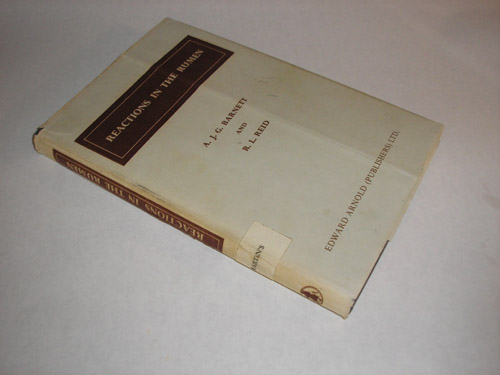 REACTIONS IN THE RUMEN
A. J. G. BARNETT
AND
R. L. REID
EDWARD ARNOLD (PUBLISHERS) LTD.
REACTIONS IN THE RUMEN